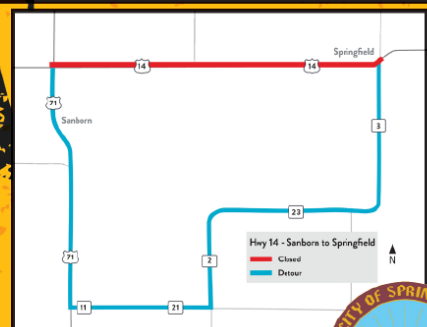 Springfield
14
14
71
Sanborn
3
23
Hwy 14 - Sanborn to Springfield
Closed
Detour
N
2
71
11
21
CITY OF SPRIN